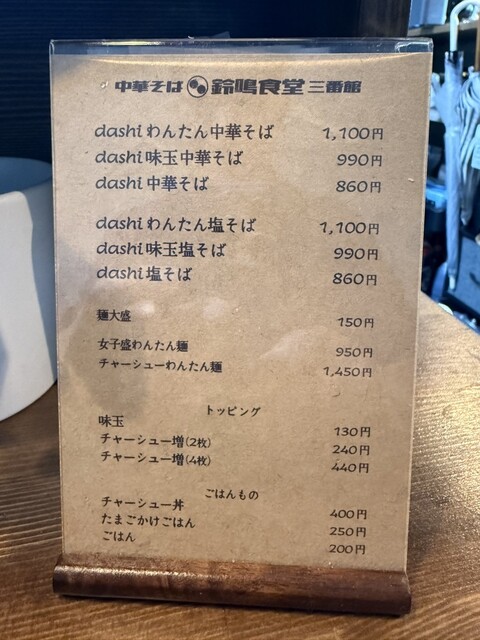 中華そば 鈴鳴食堂 三番館
dashi わんたん中華そば 1,100円
dashi 味玉中華そば 990円
dashi 中華そば 860円
dashi わんたん塩そば 1,100円
dashi 味玉塩そば 990円
dashi 塩そば 860円
麺大盛 150円
女子盛わんたん麺 950円
チャーシューわんたん麺 1,450円
トッピング
味玉 130円
チャーシュー増(2枚) 240円
チャーシュー増(4枚) 440円
ごはんもの
チャーシュー丼 400円
たまごかけごはん 250円
ごはん 200円